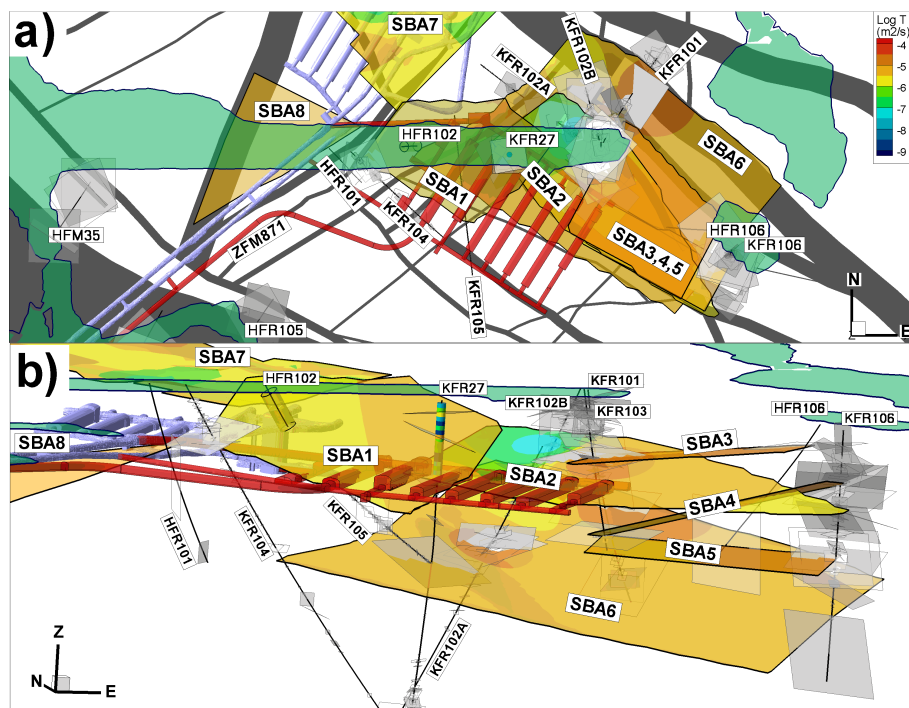 a)
SBA7
KFR102B
KFR101
KFR102A
Log T
(m2/s)
-4
-5
-6
-7
-8
-9
SBA8
HFR102
KFR27
SBA6
HFR101
SBA1
SBA2
KFR104
HFM35
ZFM871
SBA3,4,5
HFR106
KFR106
KFR105
HFR105
N
Z
E
b)
SBA7
HFR102
KFR27
KFR101
KFR102B
KFR103
HFR106
KFR106
SBA8
SBA3
SBA1
SBA2
SBA4
KFR105
HFR101
KFR104
SBA5
SBA6
KFR102A
Z
N
E